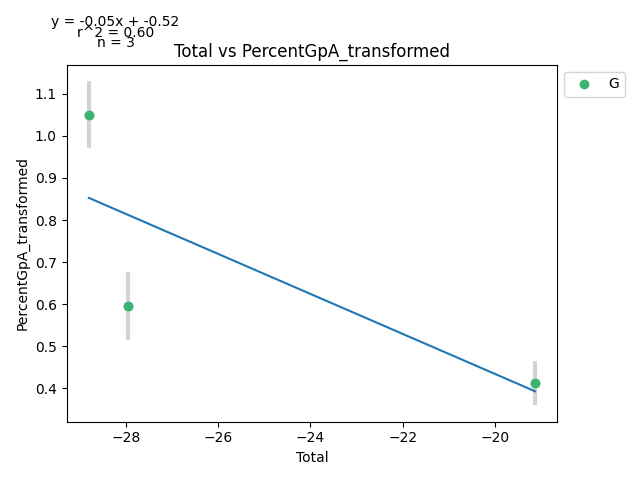 y = -0.05x + -0.52
r^2 = 0.60
n = 3
Total vs PercentGpA_transformed
G
PercentGpA_transformed
1.1
1.0
0.9
0.8
0.7
0.6
0.5
0.4
−28
−26
−24
−22
−20
Total